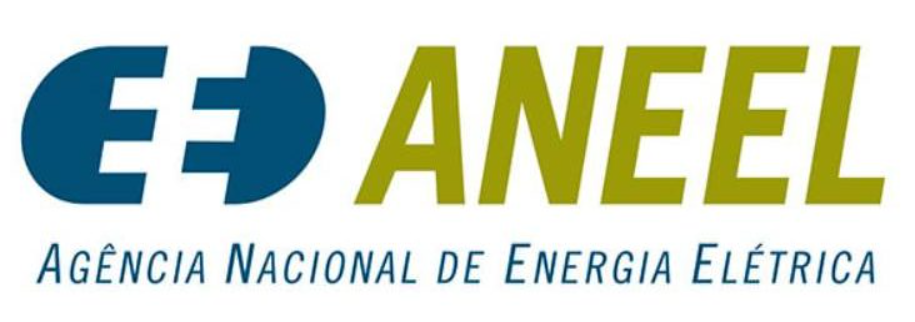 ANEEL
AGÊNCIA NACIONAL DE ENERGIA ELÉTRICA